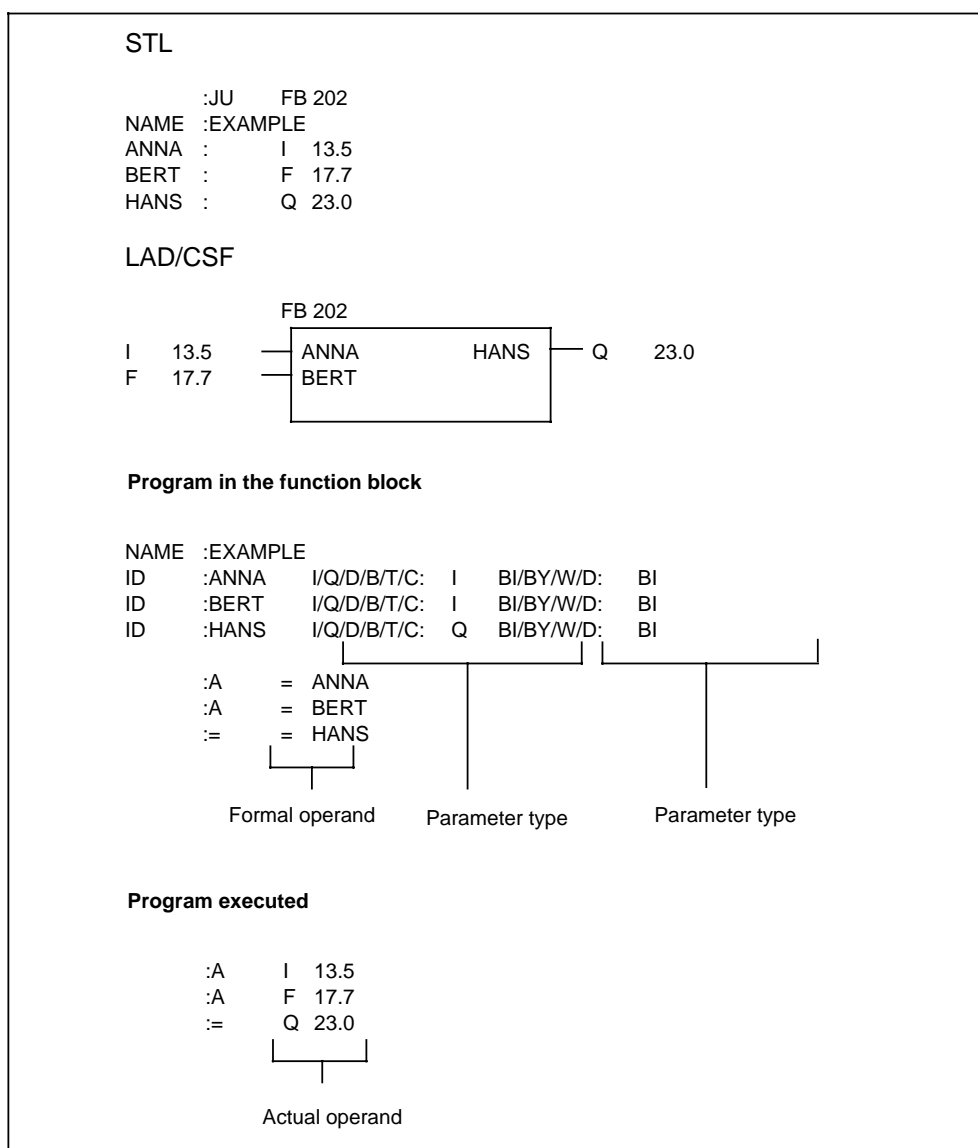 STL
:JU FB 202
NAME :EXAMPLE
ANNA : I 13.5
BERT : F 17.7
HANS : Q 23.0
LAD/CSF
FB 202
I 13.5 ANNA HANS Q 23.0
F 17.7 BERT
Program in the function block
NAME :EXAMPLE
ID :ANNA I/Q/D/B/T/C: I BI/BY/W/D: BI
ID :BERT I/Q/D/B/T/C: I BI/BY/W/D: BI
ID :HANS I/Q/D/B/T/C: Q BI/BY/W/D: BI
:A = ANNA
:A = BERT
:= = HANS
Formal operand Parameter type Parameter type
Program executed
:A I 13.5
:A F 17.7
:= Q 23.0
Actual operand